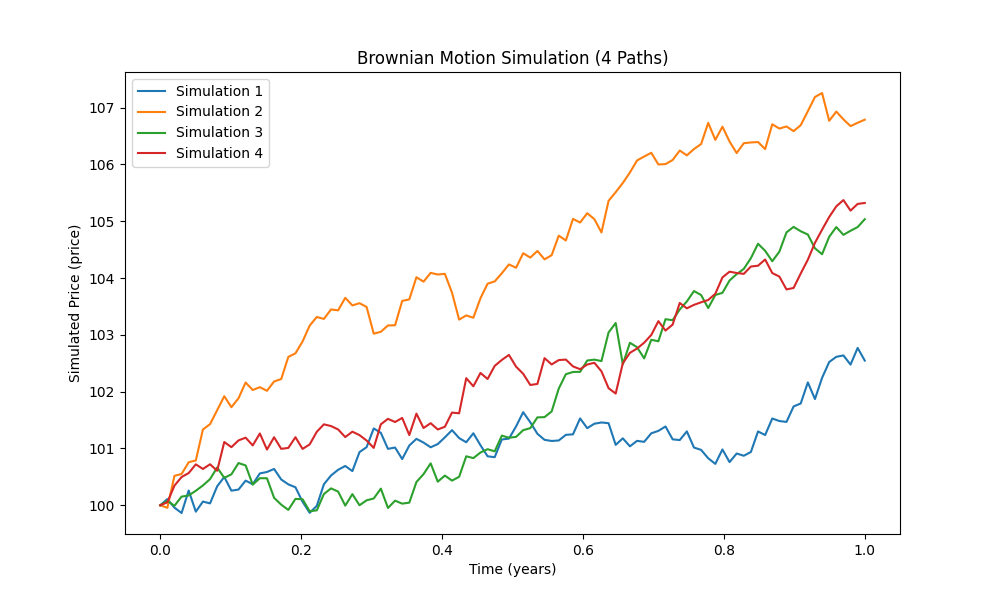 Brownian Motion Simulation (4 Paths)
Simulation 1
Simulation 2
Simulation 3
Simulation 4
Simulated Price (price)
107
106
105
104
103
102
101
100
0.0
0.2
0.4
0.6
0.8
1.0
Time (years)